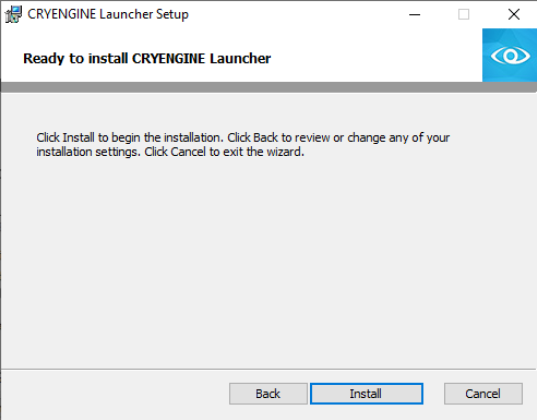 CRYENGINE Launcher Setup
Ready to install CRYENGINE Launcher
Click Install to begin the installation. Click Back to review or change any of your
installation settings. Click Cancel to exit the wizard.
Back Install Cancel